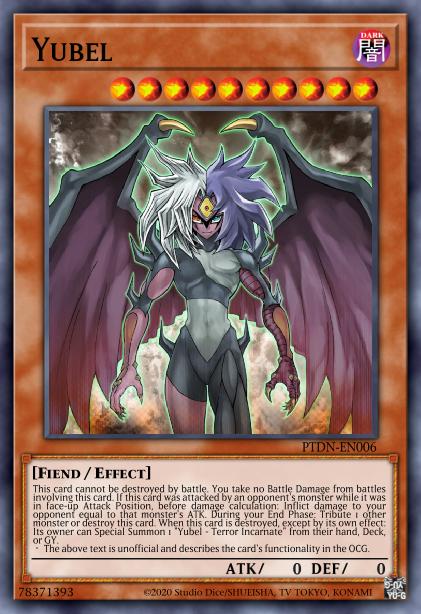 YUBEL
DARK
闇
PTDN-EN006
[FIEND / EFFECT]
This card cannot be destroyed by battle. You take no Battle Damage from battles
involving this card. If this card was attacked by an opponent's monster while it was
in face-up Attack Position, before damage calculation: Inflict damage to your
opponent equal to that monster's ATK. During your End Phase: Tribute 1 other
monster or destroy this card. When this card is destroyed, except by its own effect:
Its owner can Special Summon 1 "Yubel - Terror Incarnate" from their hand, Deck,
or GY.
- The above text is unofficial and describes the card's functionality in the OCG.
ATK/ 0 DEF/ 0
78371393
©2020 Studio Dice/SHUEISHA, TV TOKYO, KONAMI